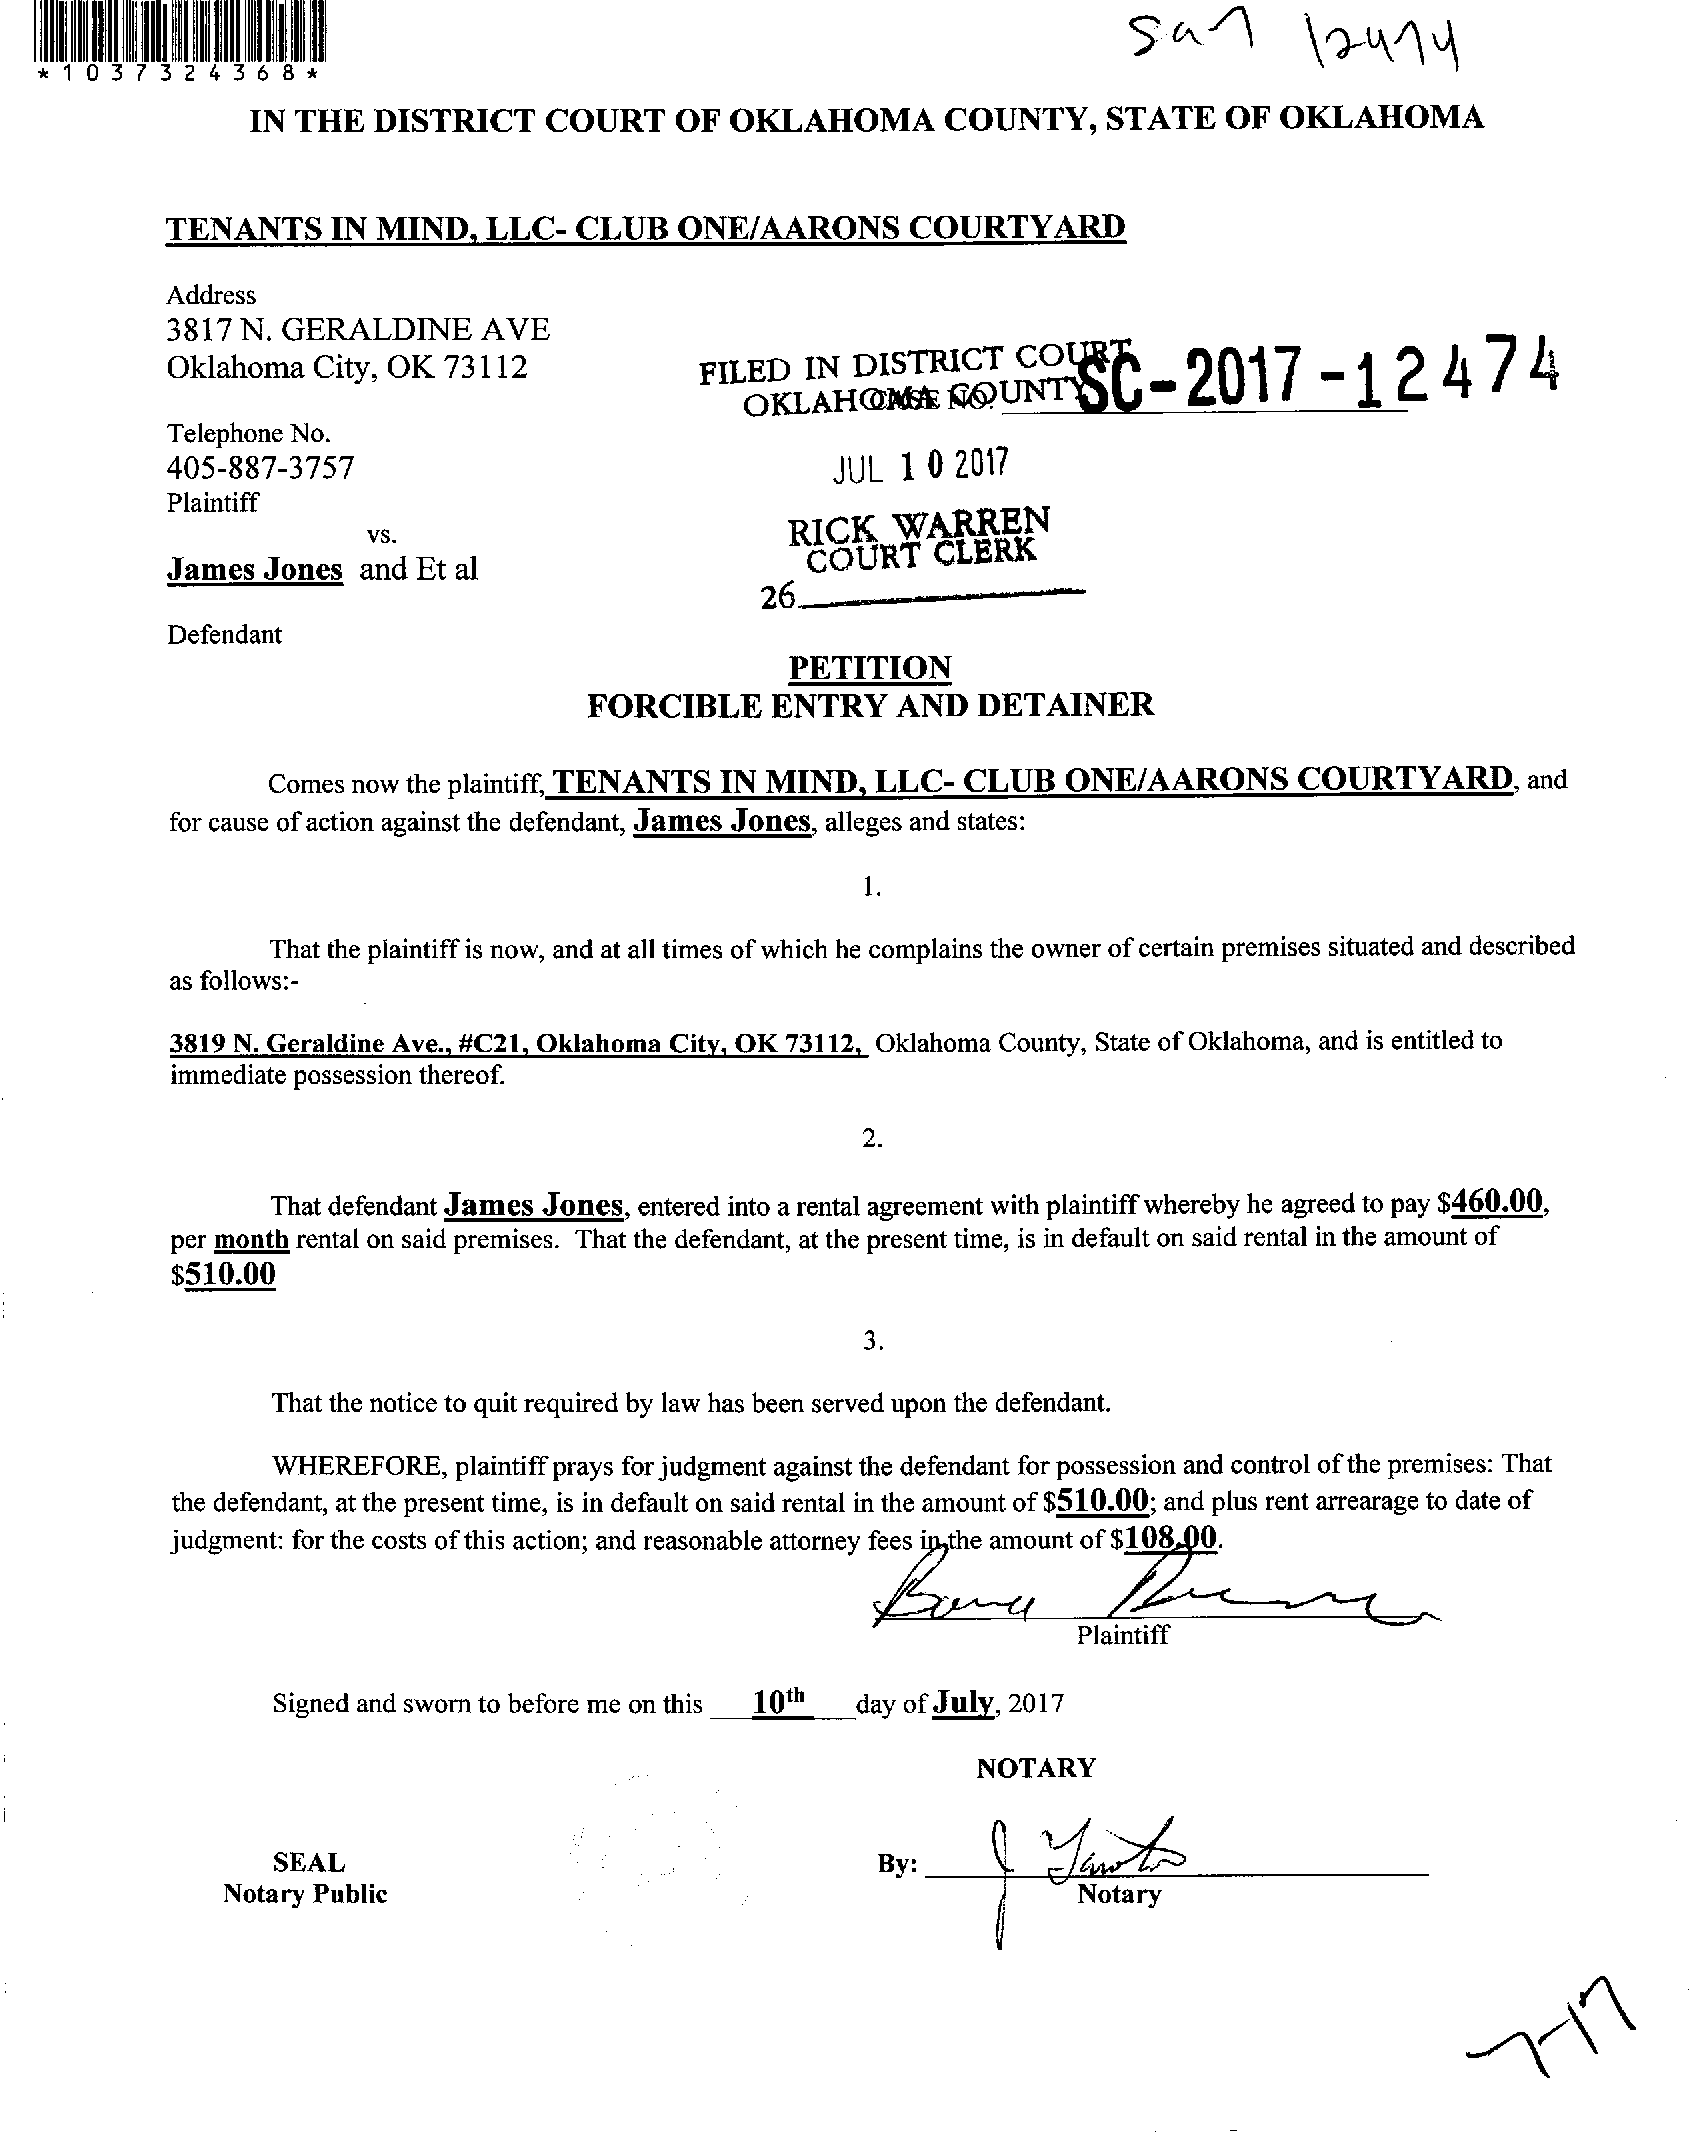 *1037324368*
IN THE DISTRICT COURT OF OKLAHOMA COUNTY, STATE OF OKLAHOMA
TENANTS IN MIND, LLC- CLUB ONE/AARONS COURTYARD
Address
3817 N. GERALDINE AVE
Oklahoma City, OK 73112
FILED IN DISTRICT COURT
OKLAHOMA COUNTY
CASE NO. SC-2017-12474
Telephone No.
405-887-3757
JUL 10 2017
Plaintiff
RICK WARREN
COURT CLERK
vs.
James Jones and Et al
26
Defendant
PETITION
FORCIBLE ENTRY AND DETAINER
Comes now the plaintiff, TENANTS IN MIND, LLC- CLUB ONE/AARONS COURTYARD, and
for cause of action against the defendant, James Jones, alleges and states:
1.
That the plaintiff is now, and at all times of which he complains the owner of certain premises situated and described
as follows:-
3819 N. Geraldine Ave., #C21, Oklahoma City, OK 73112, Oklahoma County, State of Oklahoma, and is entitled to
immediate possession thereof.
2.
That defendant James Jones, entered into a rental agreement with plaintiff whereby he agreed to pay $460.00,
per month rental on said premises. That the defendant, at the present time, is in default on said rental in the amount of
$510.00
3.
That the notice to quit required by law has been served upon the defendant.
WHEREFORE, plaintiff prays for judgment against the defendant for possession and control of the premises: That
the defendant, at the present time, is in default on said rental in the amount of $510.00; and plus rent arrearage to date of
judgment: for the costs of this action; and reasonable attorney fees in the amount of $108.00.
Plaintiff
Signed and sworn to before me on this 10th day of July, 2017
NOTARY
SEAL
Notary Public
By:
Notary
7-17